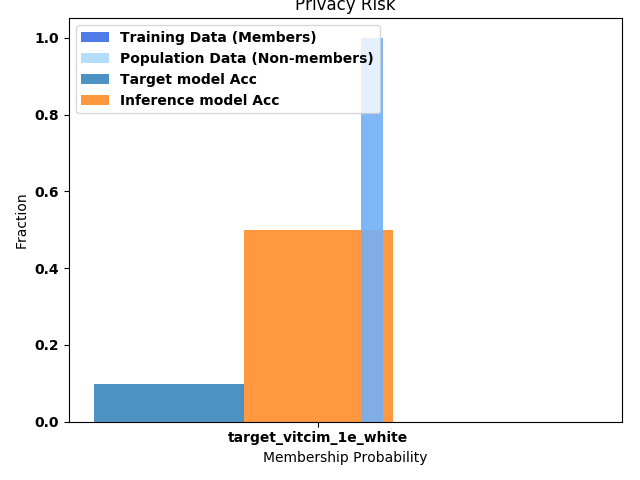 Privacy Risk
Training Data (Members)
Population Data (Non-members)
Target model Acc
Inference model Acc
1.0
0.8
0.6
0.4
0.2
0.0
Fraction
target_vitcim_1e_white
Membership Probability